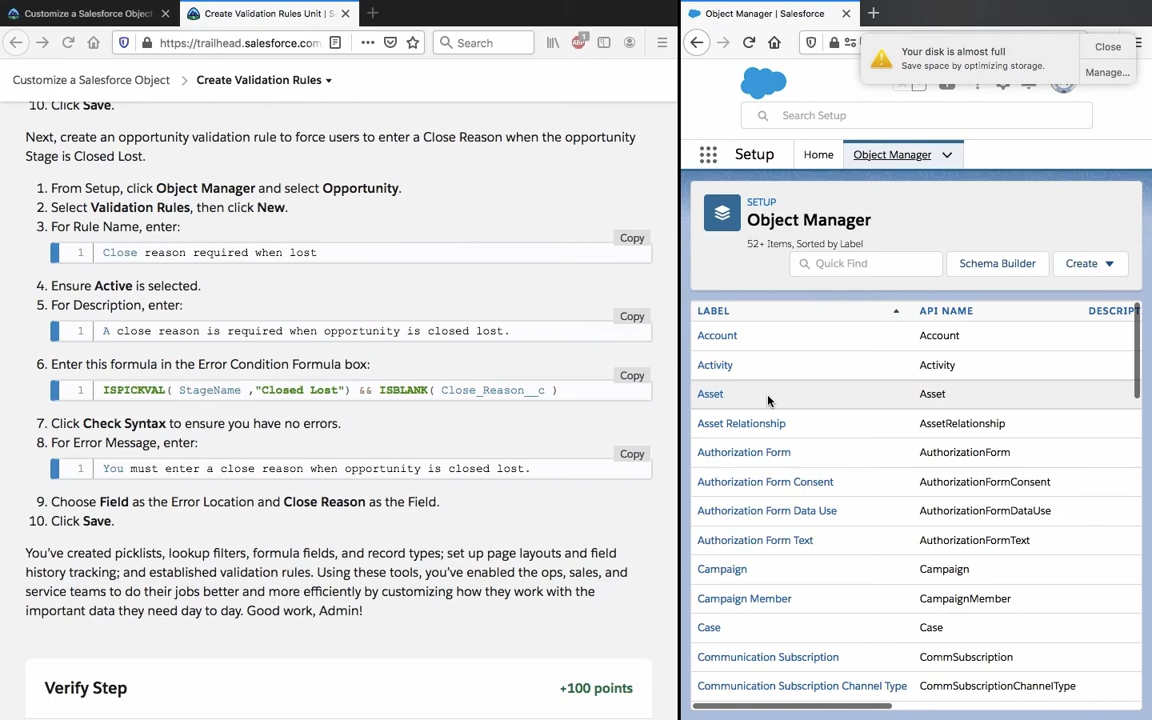 Customize a Salesforce Object
Create Validation Rules Unit | S
Object Manager | Salesforce
https://trailhead.salesforce.com
Search
Your disk is almost full
Save space by optimizing storage.
Close
Manage...
Customize a Salesforce Object
Create Validation Rules
10. Click Save.
Next, create an opportunity validation rule to force users to enter a Close Reason when the opportunity
Stage is Closed Lost.
1. From Setup, click Object Manager and select Opportunity.
2. Select Validation Rules, then click New.
3. For Rule Name, enter:
Copy
1 Close reason required when lost
4. Ensure Active is selected.
5. For Description, enter:
Copy
1 A close reason is required when opportunity is closed lost.
6. Enter this formula in the Error Condition Formula box:
Copy
1 ISPICKVAL( StageName ,"Closed Lost") && ISBLANK( Close_Reason__c )
7. Click Check Syntax to ensure you have no errors.
8. For Error Message, enter:
Copy
1 You must enter a close reason when opportunity is closed lost.
9. Choose Field as the Error Location and Close Reason as the Field.
10. Click Save.
You've created picklists, lookup filters, formula fields, and record types; set up page layouts and field
history tracking; and established validation rules. Using these tools, you've enabled the ops, sales, and
service teams to do their jobs better and more efficiently by customizing how they work with the
important data they need day to day. Good work, Admin!
Verify Step
+100 points
Search Setup
Setup
Home
Object Manager
SETUP
Object Manager
52+ Items, Sorted by Label
Quick Find
Schema Builder
Create
LABEL API NAME DESCRIPT
Account Account
Activity Activity
Asset Asset
Asset Relationship AssetRelationship
Authorization Form AuthorizationForm
Authorization Form Consent AuthorizationFormConsent
Authorization Form Data Use AuthorizationFormDataUse
Authorization Form Text AuthorizationFormText
Campaign Campaign
Campaign Member CampaignMember
Case Case
Communication Subscription CommSubscription
Communication Subscription Channel Type CommSubscriptionChannelType